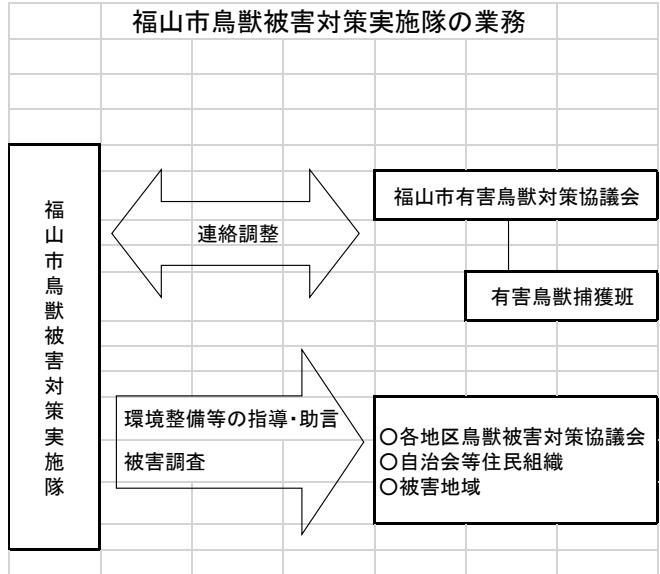 福山市鳥獣被害対策実施隊の業務
福山市鳥獣被害対策実施隊
連絡調整
福山市有害鳥獣対策協議会
有害鳥獣捕獲班
環境整備等の指導・助言
被害調査
○各地区鳥獣被害対策協議会
○自治会等住民組織
○被害地域